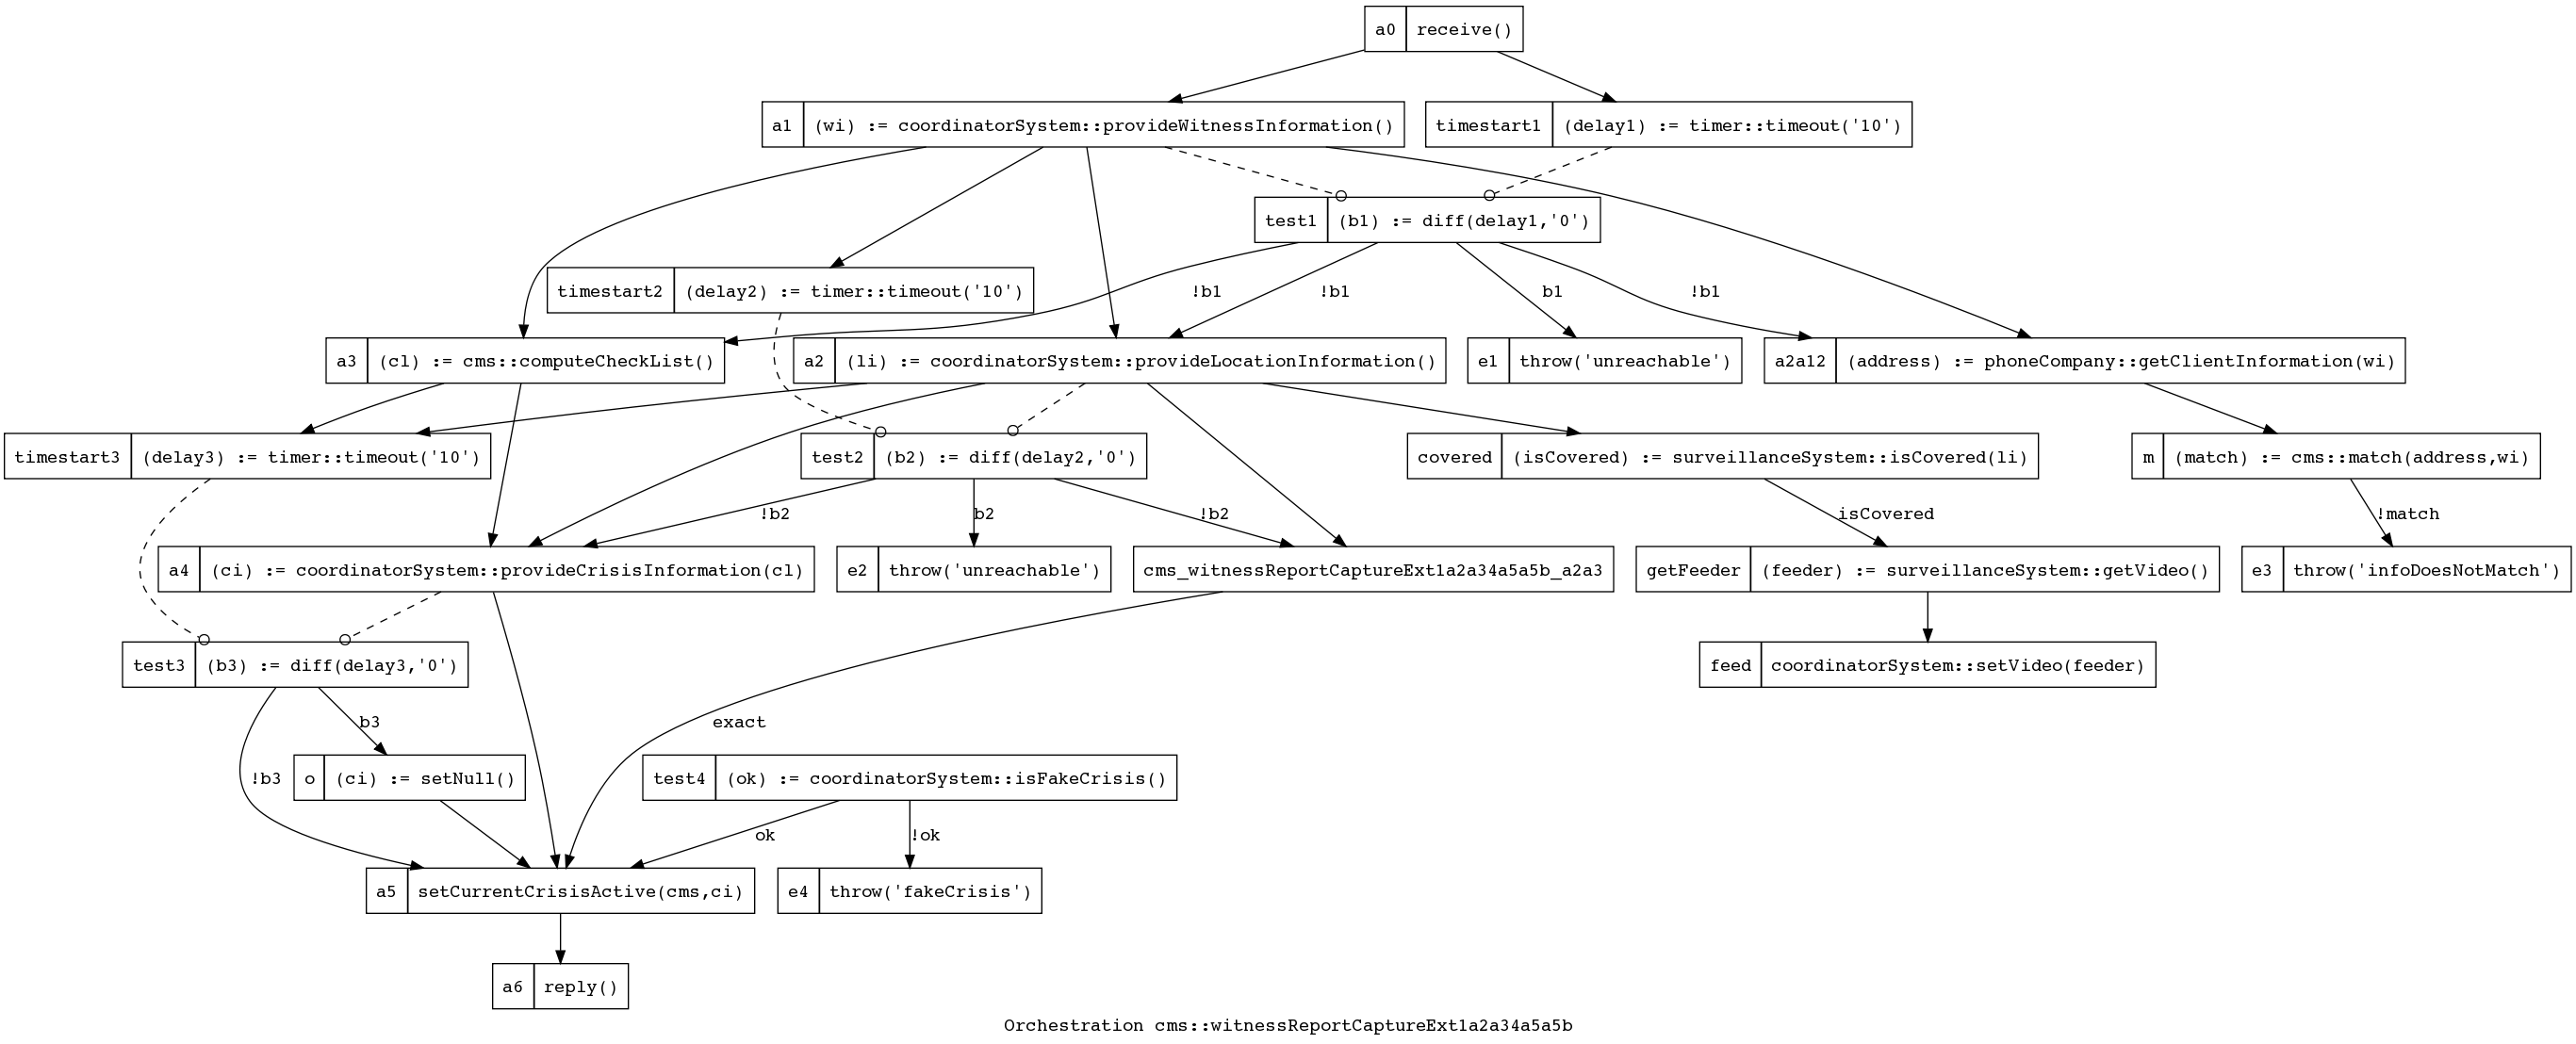 a0 receive()
a1 (wi) := coordinatorSystem::provideWitnessInformation()
timestart1 (delay1) := timer::timeout('10')
test1 (b1) := diff(delay1,'0')
timestart2 (delay2) := timer::timeout('10')
!b1
!b1
b1
!b1
a3 (cl) := cms::computeCheckList()
a2 (li) := coordinatorSystem::provideLocationInformation()
e1 throw('unreachable')
a2a12 (address) := phoneCompany::getClientInformation(wi)
timestart3 (delay3) := timer::timeout('10')
test2 (b2) := diff(delay2,'0')
covered (isCovered) := surveillanceSystem::isCovered(li)
m (match) := cms::match(address,wi)
!b2
b2
!b2
isCovered
!match
a4 (ci) := coordinatorSystem::provideCrisisInformation(cl)
e2 throw('unreachable')
cms_witnessReportCaptureExt1a2a34a5a5b_a2a3
getFeeder (feeder) := surveillanceSystem::getVideo()
e3 throw('infoDoesNotMatch')
test3 (b3) := diff(delay3,'0')
feed coordinatorSystem::setVideo(feeder)
b3
exact
!b3
o (ci) := setNull()
test4 (ok) := coordinatorSystem::isFakeCrisis()
ok
!ok
a5 setCurrentCrisisActive(cms,ci)
e4 throw('fakeCrisis')
a6 reply()
Orchestration cms::witnessReportCaptureExt1a2a34a5a5b